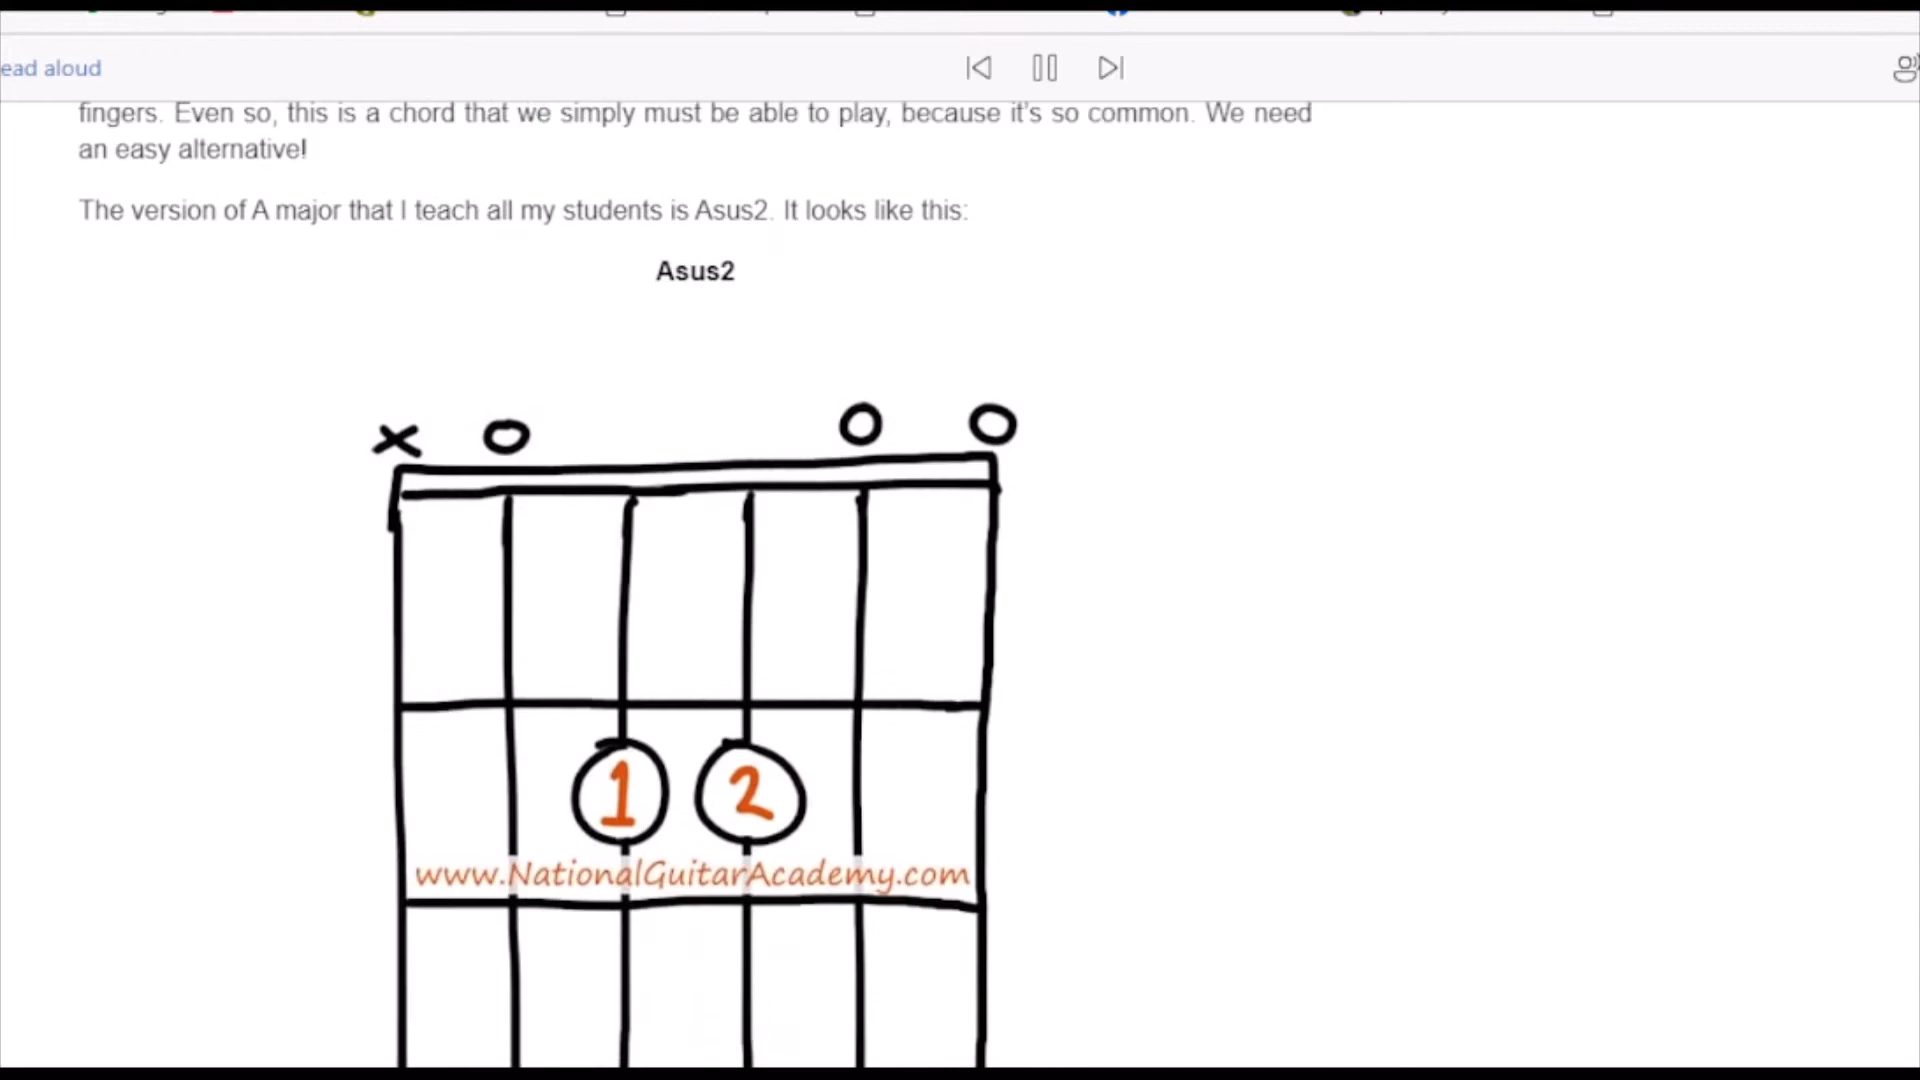 ead aloud
fingers. Even so, this is a chord that we simply must be able to play, because it's so common. We need
an easy alternative!
The version of A major that I teach all my students is Asus2. It looks like this:
Asus2
x o o o
1 2
www.NationalGuitarAcademy.com